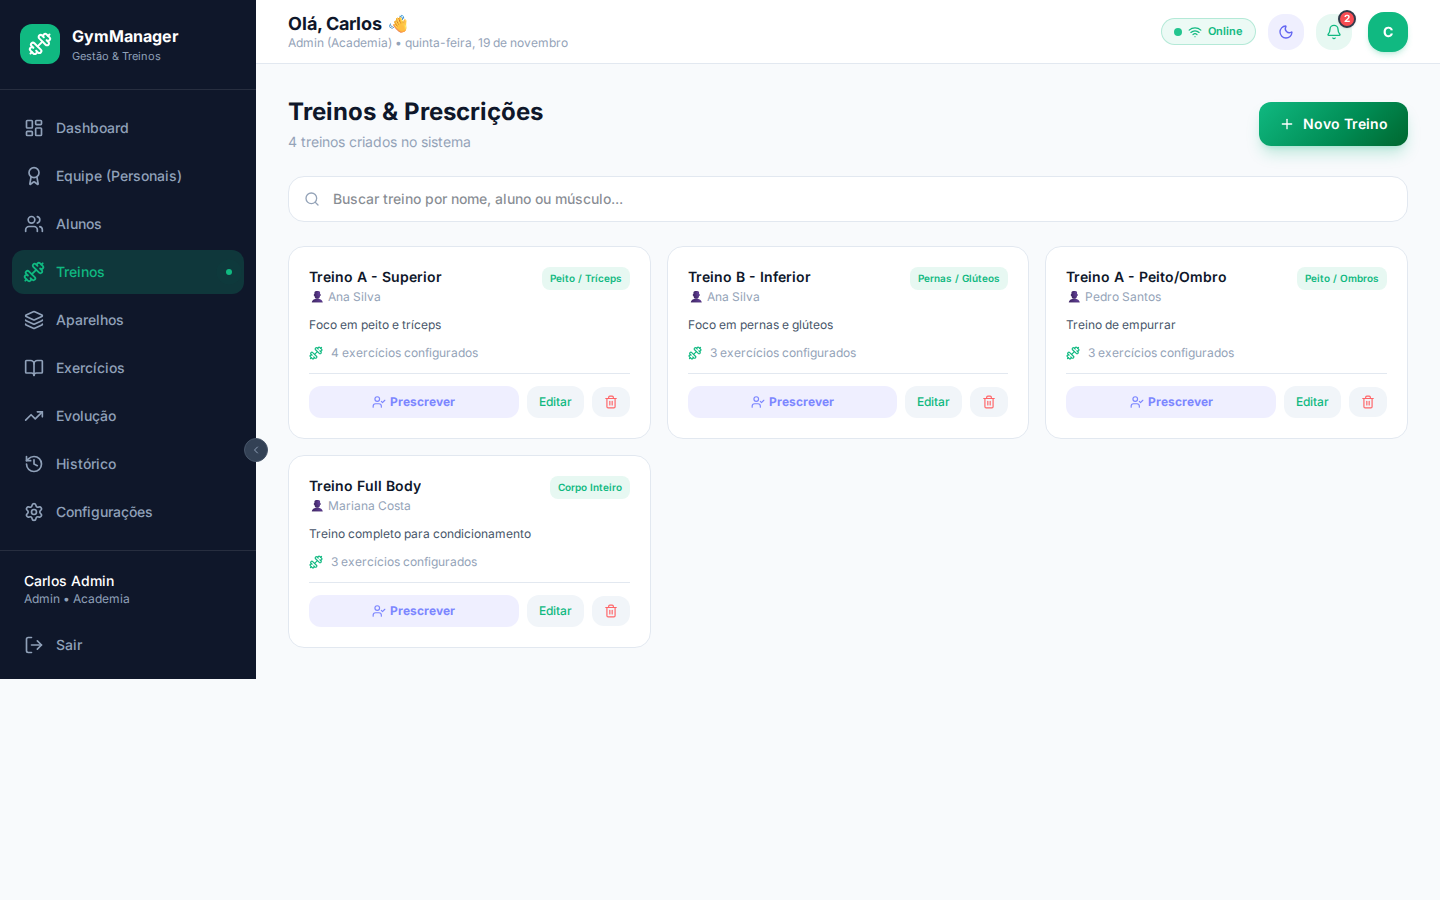 GymManager
Gestão & Treinos
Dashboard
Equipe (Personais)
Alunos
Treinos
Aparelhos
Exercícios
Evolução
Histórico
Configurações
Carlos Admin
Admin • Academia
Sair
Olá, Carlos 👋
Admin (Academia) • quinta-feira, 19 de novembro
Online
2
C
Treinos & Prescrições
4 treinos criados no sistema
Novo Treino
Buscar treino por nome, aluno ou músculo...
Treino A - Superior
Peito / Tríceps
Ana Silva
Foco em peito e tríceps
4 exercícios configurados
Prescrever
Editar
Treino B - Inferior
Pernas / Glúteos
Ana Silva
Foco em pernas e glúteos
3 exercícios configurados
Prescrever
Editar
Treino A - Peito/Ombro
Peito / Ombros
Pedro Santos
Treino de empurrar
3 exercícios configurados
Prescrever
Editar
Treino Full Body
Corpo Inteiro
Mariana Costa
Treino completo para condicionamento
3 exercícios configurados
Prescrever
Editar